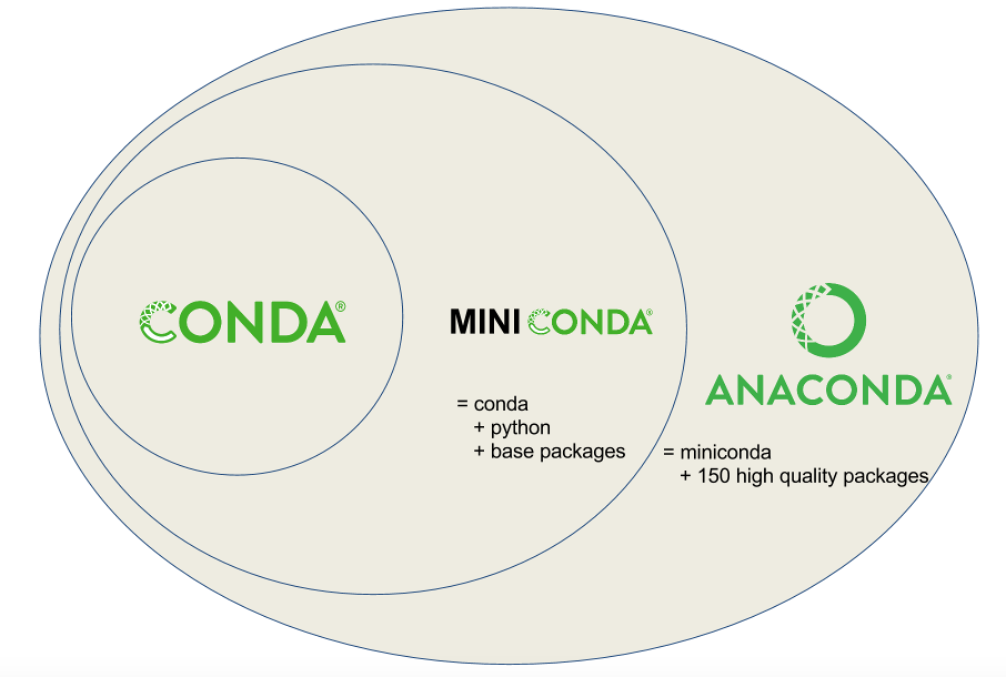 CONDA®
MINI CONDA®
= conda
+ python
+ base packages
ANACONDA®
= miniconda
+ 150 high quality packages